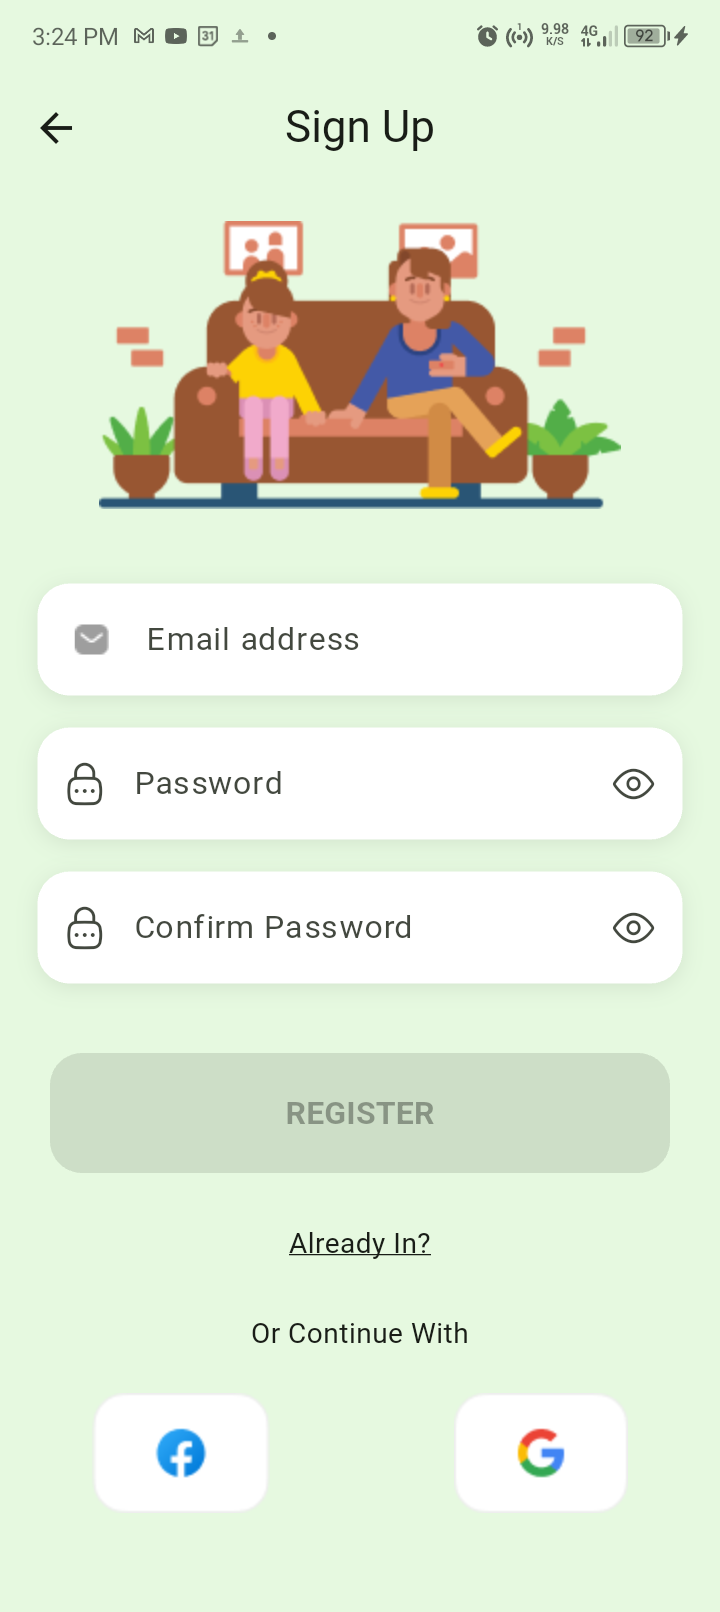 3:24 PM 31 1 9.98 K/S 4G 92
Sign Up
Email address
Password
Confirm Password
REGISTER
Already In?
Or Continue With